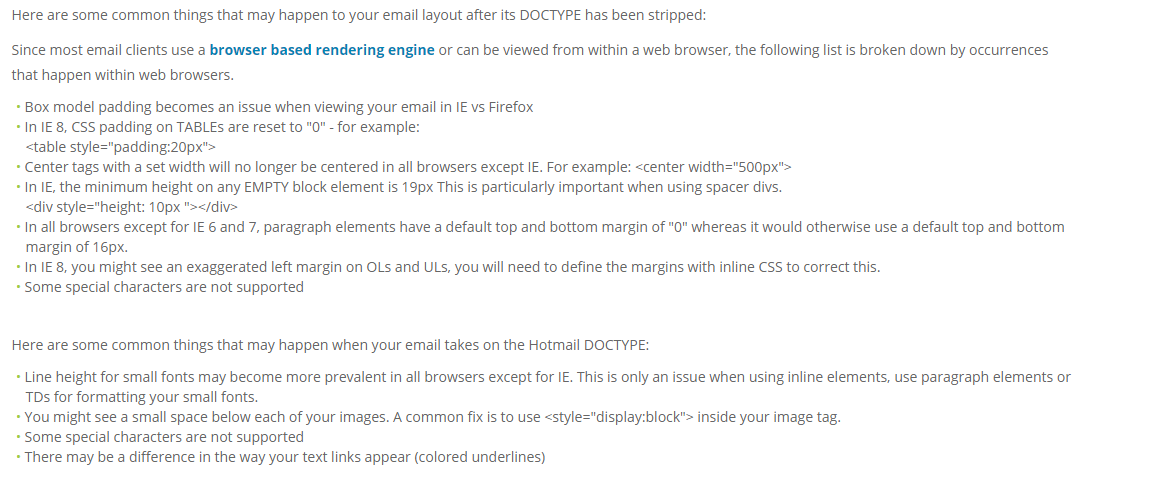 Here are some common things that may happen to your email layout after its DOCTYPE has been stripped:
Since most email clients use a browser based rendering engine or can be viewed from within a web browser, the following list is broken down by occurrences
that happen within web browsers.
• Box model padding becomes an issue when viewing your email in IE vs Firefox
• In IE 8, CSS padding on TABLEs are reset to "0" - for example:
<table style="padding:20px">
• Center tags with a set width will no longer be centered in all browsers except IE. For example: <center width="500px">
• In IE, the minimum height on any EMPTY block element is 19px This is particularly important when using spacer divs.
<div style="height: 10px "></div>
• In all browsers except for IE 6 and 7, paragraph elements have a default top and bottom margin of "0" whereas it would otherwise use a default top and bottom
margin of 16px.
• In IE 8, you might see an exaggerated left margin on OLs and ULs, you will need to define the margins with inline CSS to correct this.
• Some special characters are not supported
Here are some common things that may happen when your email takes on the Hotmail DOCTYPE:
• Line height for small fonts may become more prevalent in all browsers except for IE. This is only an issue when using inline elements, use paragraph elements or
TDs for formatting your small fonts.
• You might see a small space below each of your images. A common fix is to use <style="display:block"> inside your image tag.
• Some special characters are not supported
• There may be a difference in the way your text links appear (colored underlines)